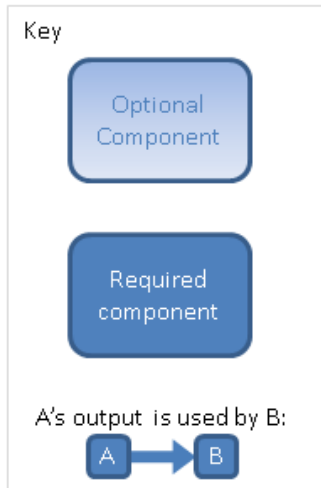 Key
Optional
Component
Required
component
A's output is used by B:
A B